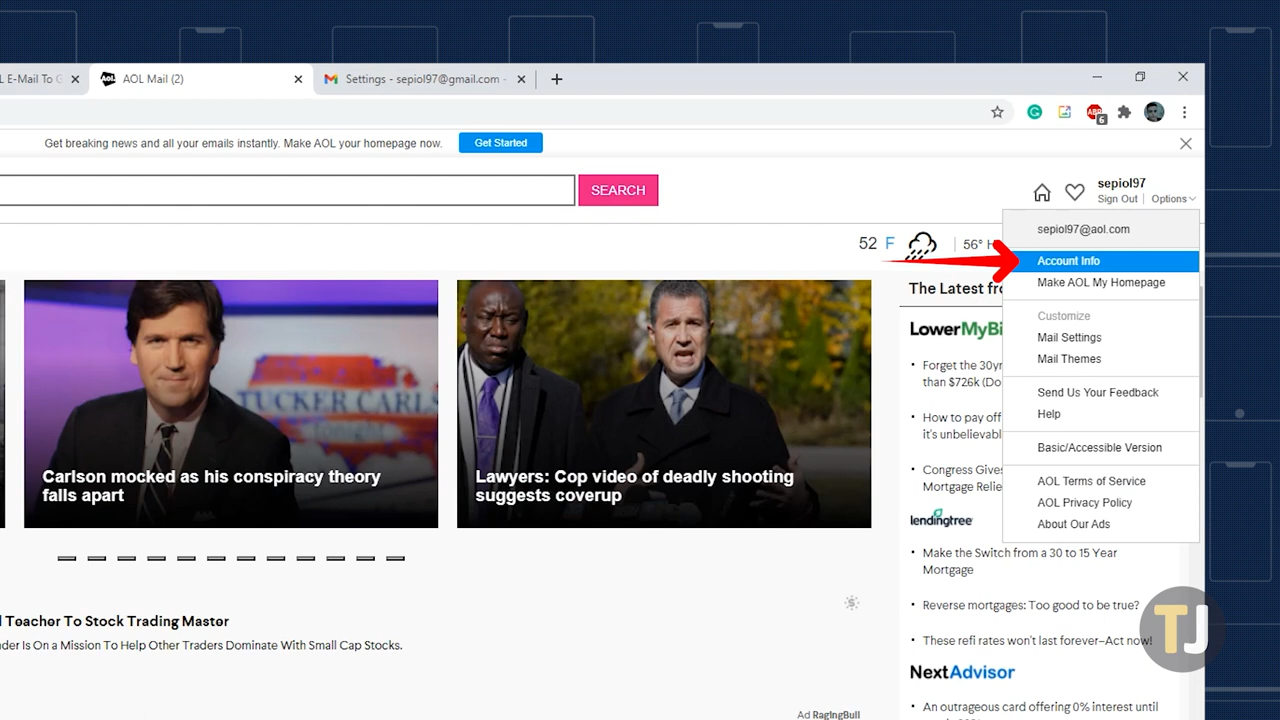 L E-Mail To G
AOL Mail (2)
Settings - sepiol97@gmail.com -
ABP
6
Get breaking news and all your emails instantly. Make AOL your homepage now.
Get Started
SEARCH
sepiol97
Sign Out
Options
52 F
56° H
sepiol97@aol.com
Account Info
Make AOL My Homepage
Customize
Mail Settings
Mail Themes
Send Us Your Feedback
Help
Basic/Accessible Version
AOL Terms of Service
AOL Privacy Policy
About Our Ads
Carlson mocked as his conspiracy theory
falls apart
Lawyers: Cop video of deadly shooting
suggests coverup
l Teacher To Stock Trading Master
der Is On a Mission To Help Other Traders Dominate With Small Cap Stocks.
Ad RagingBull
The Latest fro
LowerMyBi
Forget the 30yr
than $726k (Do
How to pay off
it's unbelievabl
Congress Gives
Mortgage Relie
lendingtree
Make the Switch from a 30 to 15 Year
Mortgage
Reverse mortgages: Too good to be true?
These refi rates won't last forever–Act now!
NextAdvisor
An outrageous card offering 0% interest until
TJ